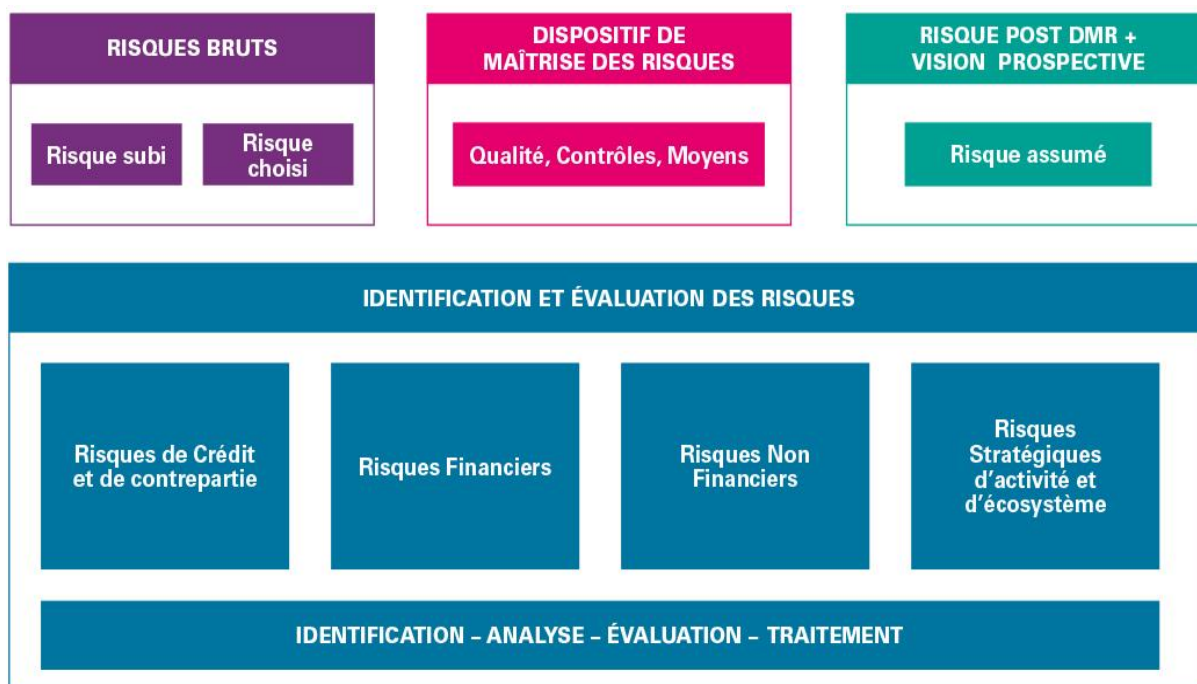 RISQUES BRUTS
Risque subi
Risque
choisi
DISPOSITIF DE
MAÎTRISE DES RISQUES
Qualité, Contrôles, Moyens
RISQUE POST DMR +
VISION PROSPECTIVE
Risque assumé
IDENTIFICATION ET ÉVALUATION DES RISQUES
Risques de Crédit
et de contrepartie
Risques Financiers
Risques Non
Financiers
Risques
Stratégiques
d’activité et
d’écosystème
IDENTIFICATION – ANALYSE – ÉVALUATION – TRAITEMENT